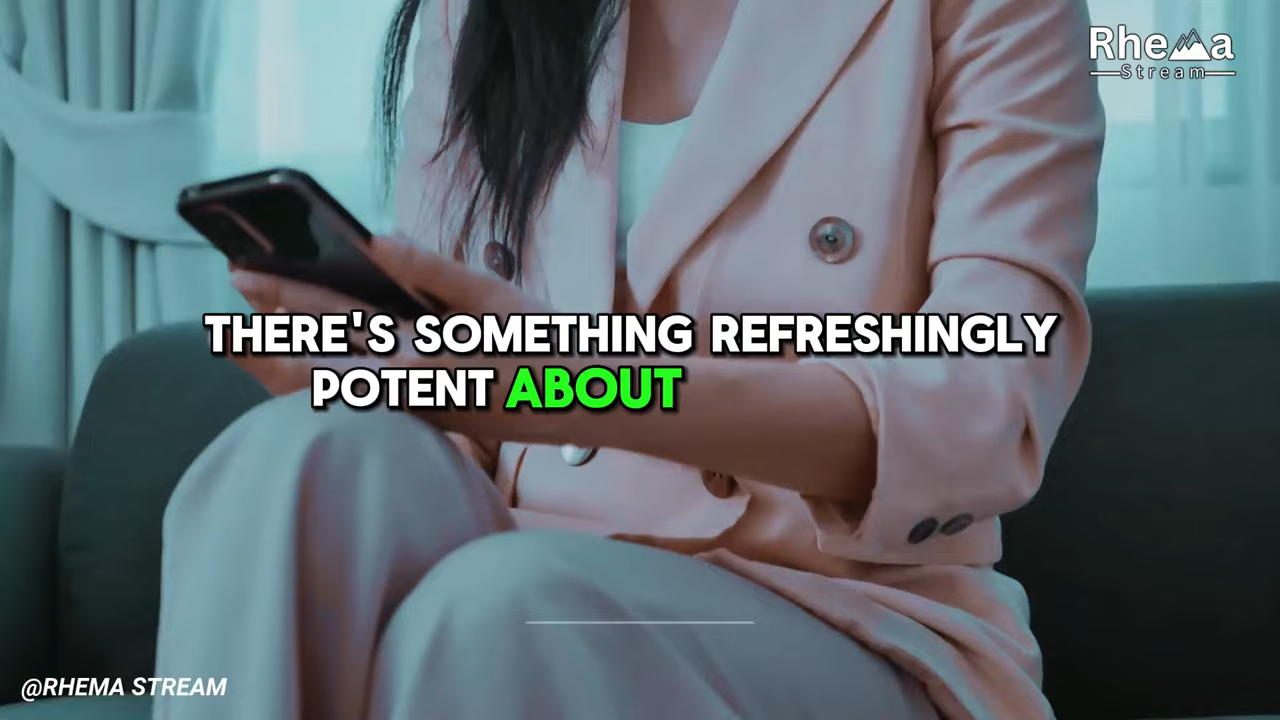 Rhema
Stream
THERE'S SOMETHING REFRESHINGLY
POTENT ABOUT
@RHEMA STREAM